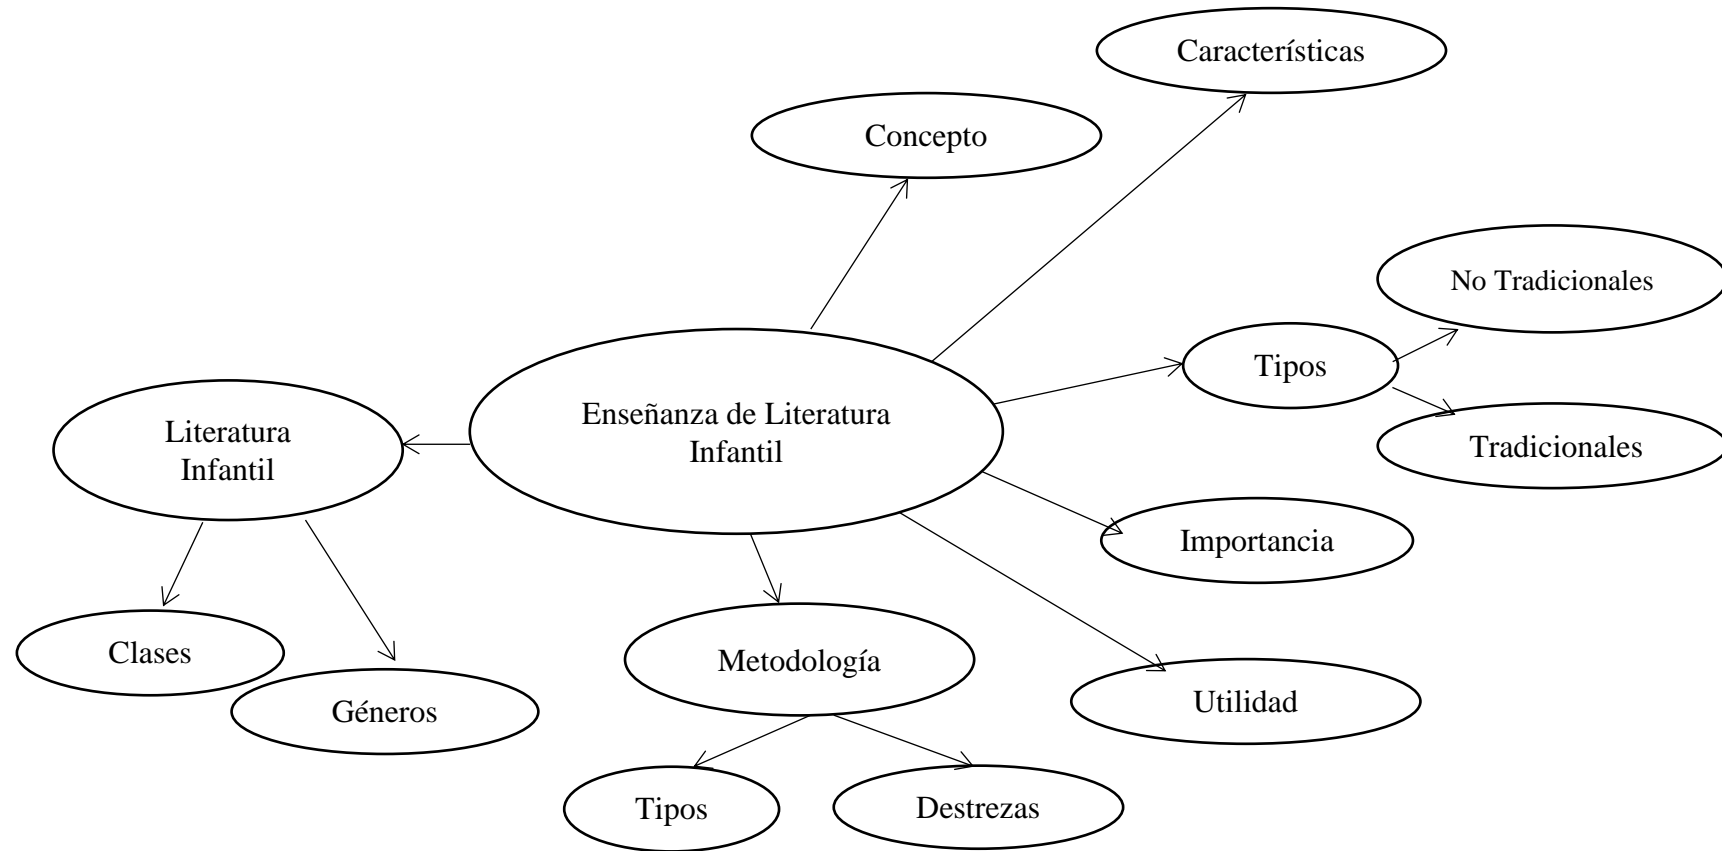 Características
Concepto
No Tradicionales
Tipos
Enseñanza de Literatura
Infantil
Literatura
Infantil
Tradicionales
Importancia
Clases
Metodología
Utilidad
Géneros
Tipos
Destrezas